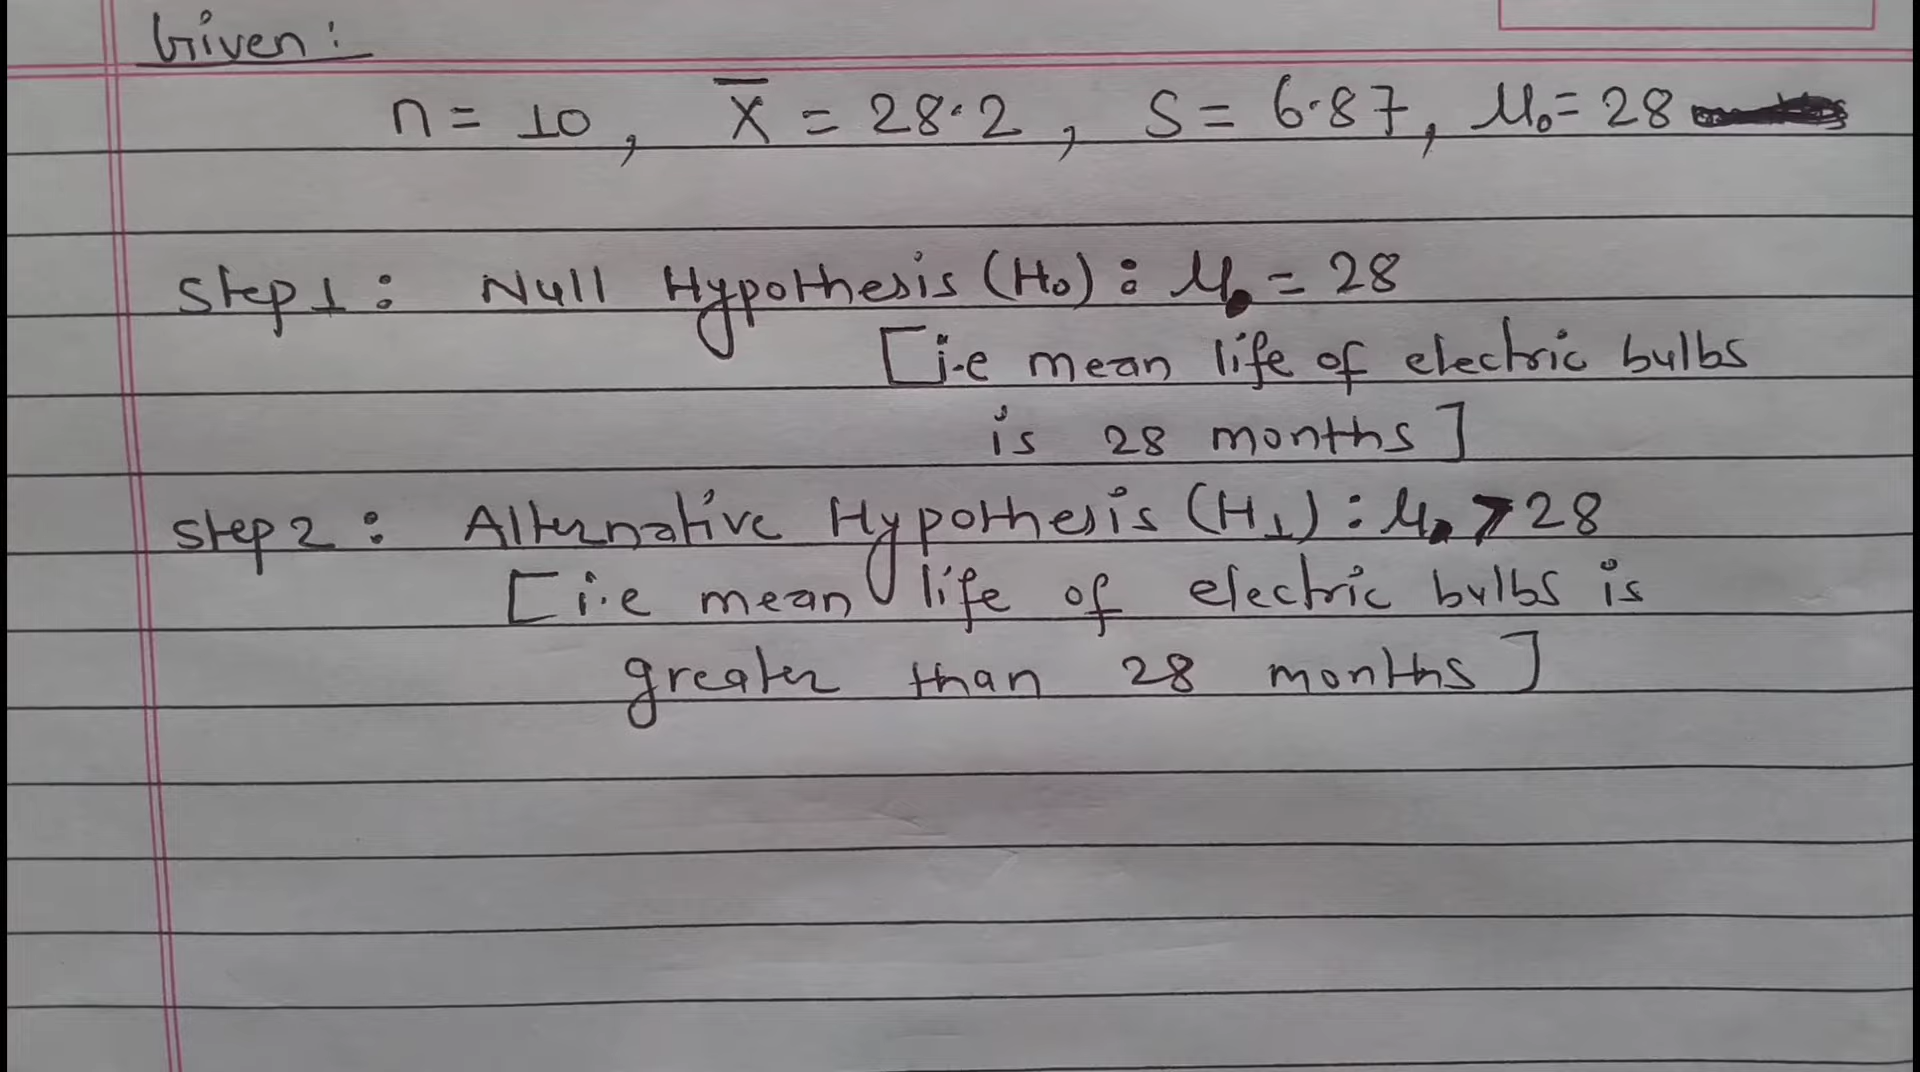 Given:
n = 10, X̄ = 28.2, S = 6.87, μ₀ = 28
Step 1: Null Hypothesis (H₀): μ = 28
[i.e mean life of electric bulbs
is 28 months]
Step 2: Alternative Hypothesis (H₁): μ > 28
[i.e mean life of electric bulbs is
greater than 28 months]